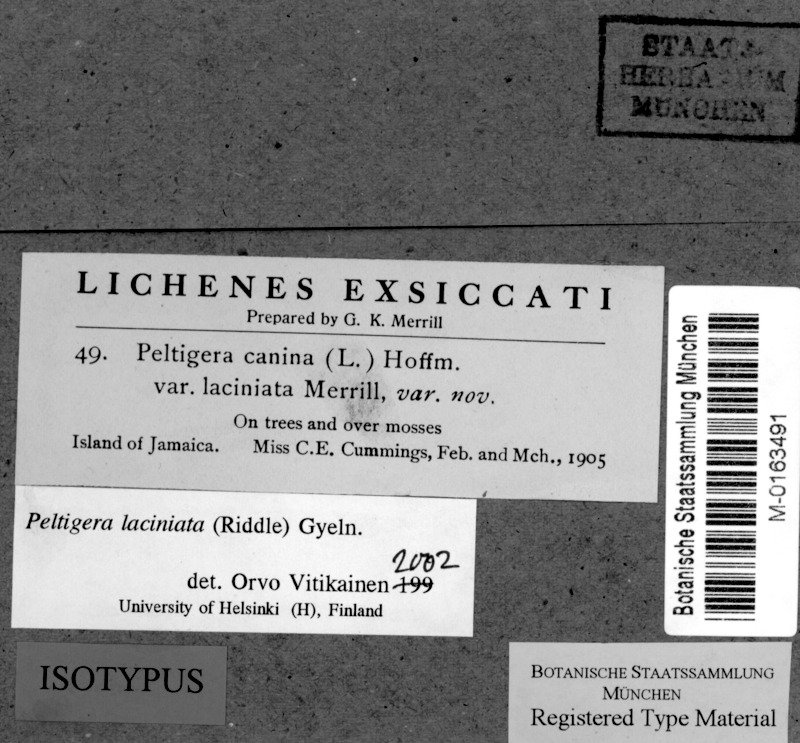 STAATS
HERBARIUM
MÜNCHEN
LICHENES EXSICCATI
Prepared by G. K. Merrill
49. Peltigera canina (L.) Hoffm.
var. laciniata Merrill, var. nov.
On trees and over mosses
Island of Jamaica. Miss C.E. Cummings, Feb. and Mch., 1905
Botanische Staatssammlung München
M-0163491
Peltigera laciniata (Riddle) Gyeln.
2002
det. Orvo Vitikainen 199
University of Helsinki (H), Finland
ISOTYPUS
BOTANISCHE STAATSSAMMLUNG
MÜNCHEN
Registered Type Material